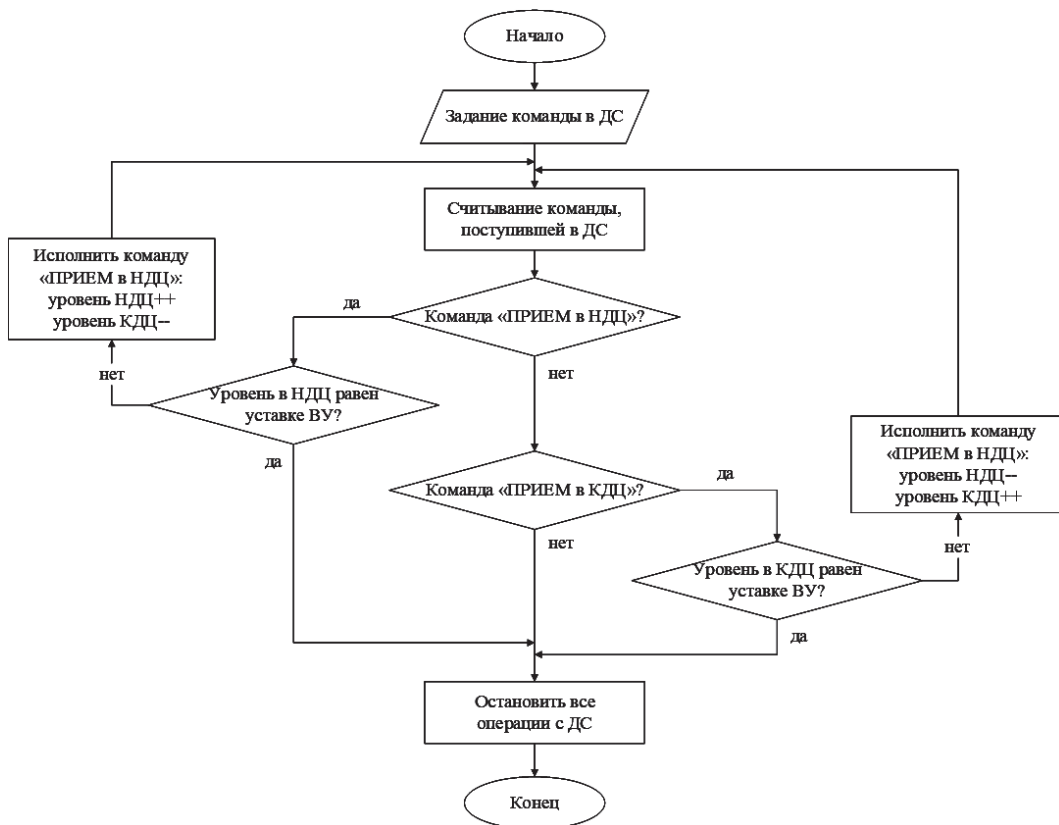 Начало
Задание команды в ДС
Считывание команды,
поступившей в ДС
Исполнить команду
«ПРИЕМ в НДЦ»:
уровень НДЦ++
уровень КДЦ--
да
Команда «ПРИЕМ в НДЦ»?
нет
нет
Уровень в НДЦ равен
уставке ВУ?
да
Исполнить команду
«ПРИЕМ в НДЦ»:
уровень НДЦ--
уровень КДЦ++
Команда «ПРИЕМ в КДЦ»?
да
нет
нет
Уровень в КДЦ равен
уставке ВУ?
да
Остановить все
операции с ДС
Конец